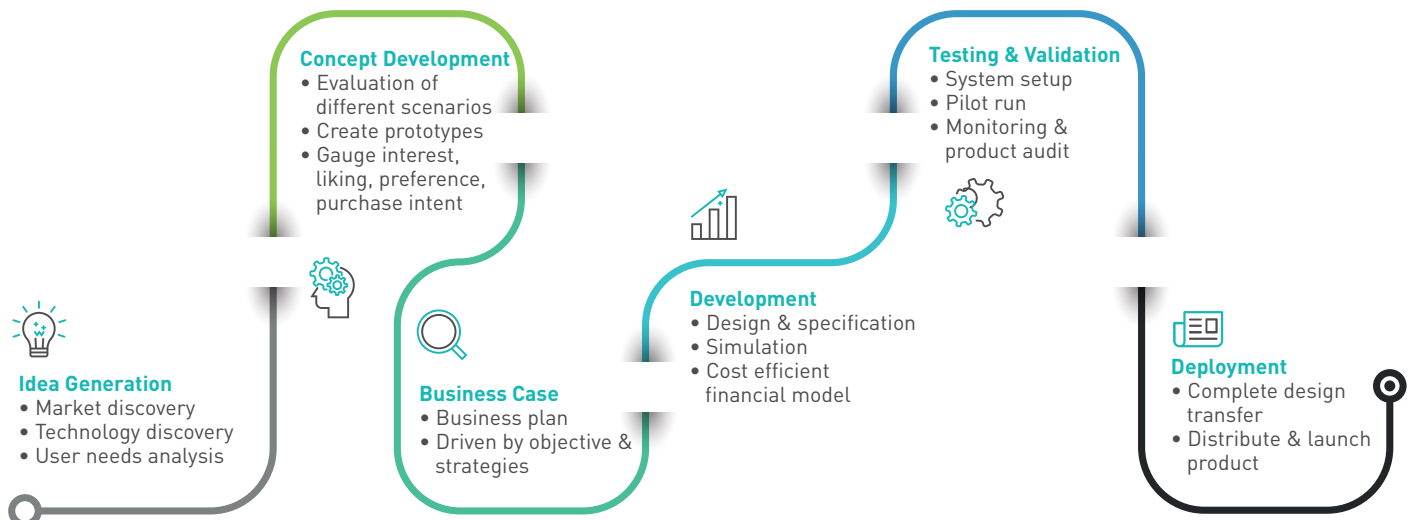 Idea Generation
• Market discovery
• Technology discovery
• User needs analysis
Concept Development
• Evaluation of
different scenarios
• Create prototypes
• Gauge interest,
liking, preference,
purchase intent
Business Case
• Business plan
• Driven by objective &
strategies
Development
• Design & specification
• Simulation
• Cost efficient
financial model
Testing & Validation
• System setup
• Pilot run
• Monitoring &
product audit
Deployment
• Complete design
transfer
• Distribute & launch
product